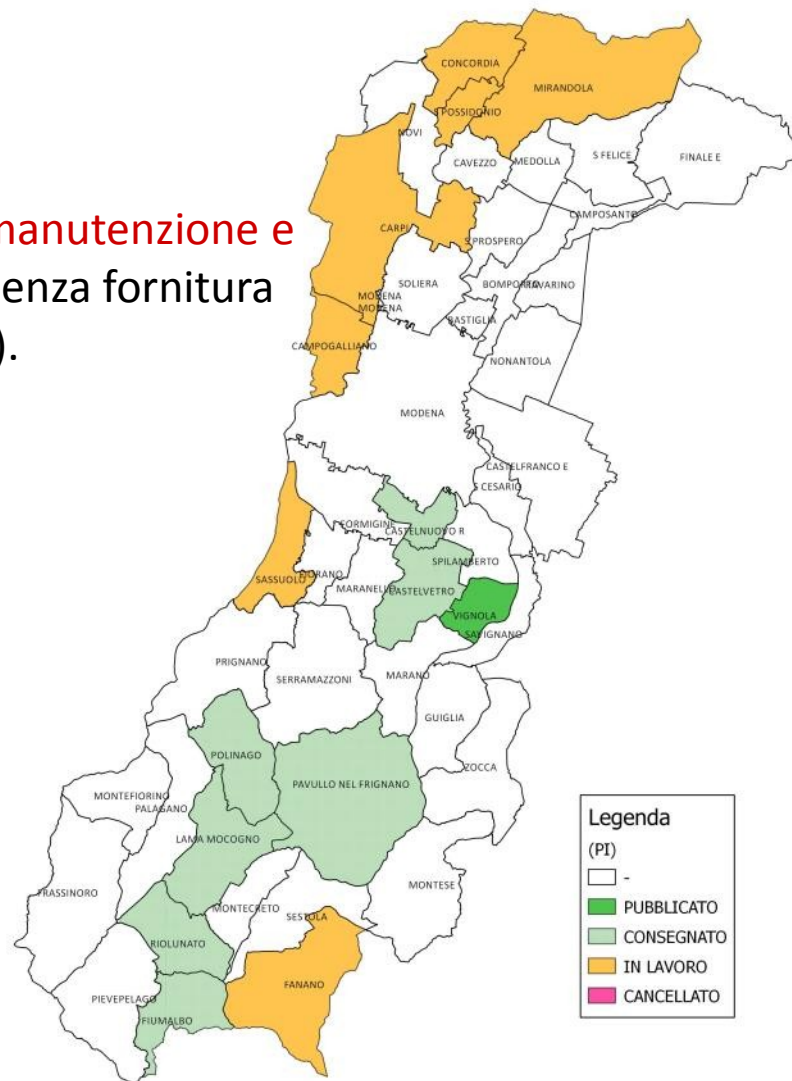 manutenzione e
enza fornitura
).
CONCORDIA
MIRANDOLA
S POSSIDONIO
NOVI
CAVEZZO
MEDOLLA
S FELICE
FINALE E
CARPI
S PROSPERO
CAMPOSANTO
SOLIERA
BOMPORTO
RAVARINO
MODENA
MODENA
BASTIGLIA
CAMPOGALLIANO
NONANTOLA
MODENA
CASTELFRANCO E
S CESARIO
FORMIGINE
CASTELNUOVO R
SPILAMBERTO
SASSUOLO
FIORANO
MARANELLO
CASTELVETRO
VIGNOLA
SAVIGNANO
PRIGNANO
SERRAMAZZONI
MARANO
GUIGLIA
POLINAGO
ZOCCA
PAVULLO NEL FRIGNANO
MONTEFIORINO
PALAGANO
LAMA MOCOGNO
FRASSINORO
MONTECRETO
SESTOLA
MONTESE
RIOLUNATO
FANANO
PIEVEPELAGO
FIUMALBO
Legenda
(PI)
-
PUBBLICATO
CONSEGNATO
IN LAVORO
CANCELLATO